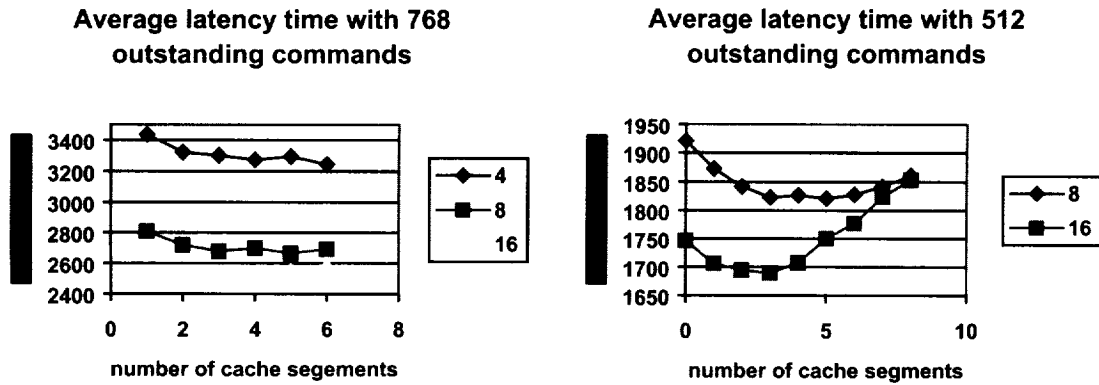 Average latency time with 768
outstanding commands
3400
3200
3000
2800
2600
2400
0 2 4 6 8
number of cache segements
4
8
16
Average latency time with 512
outstanding commands
1950
1900
1850
1800
1750
1700
1650
0 5 10
number of cache segments
8
16